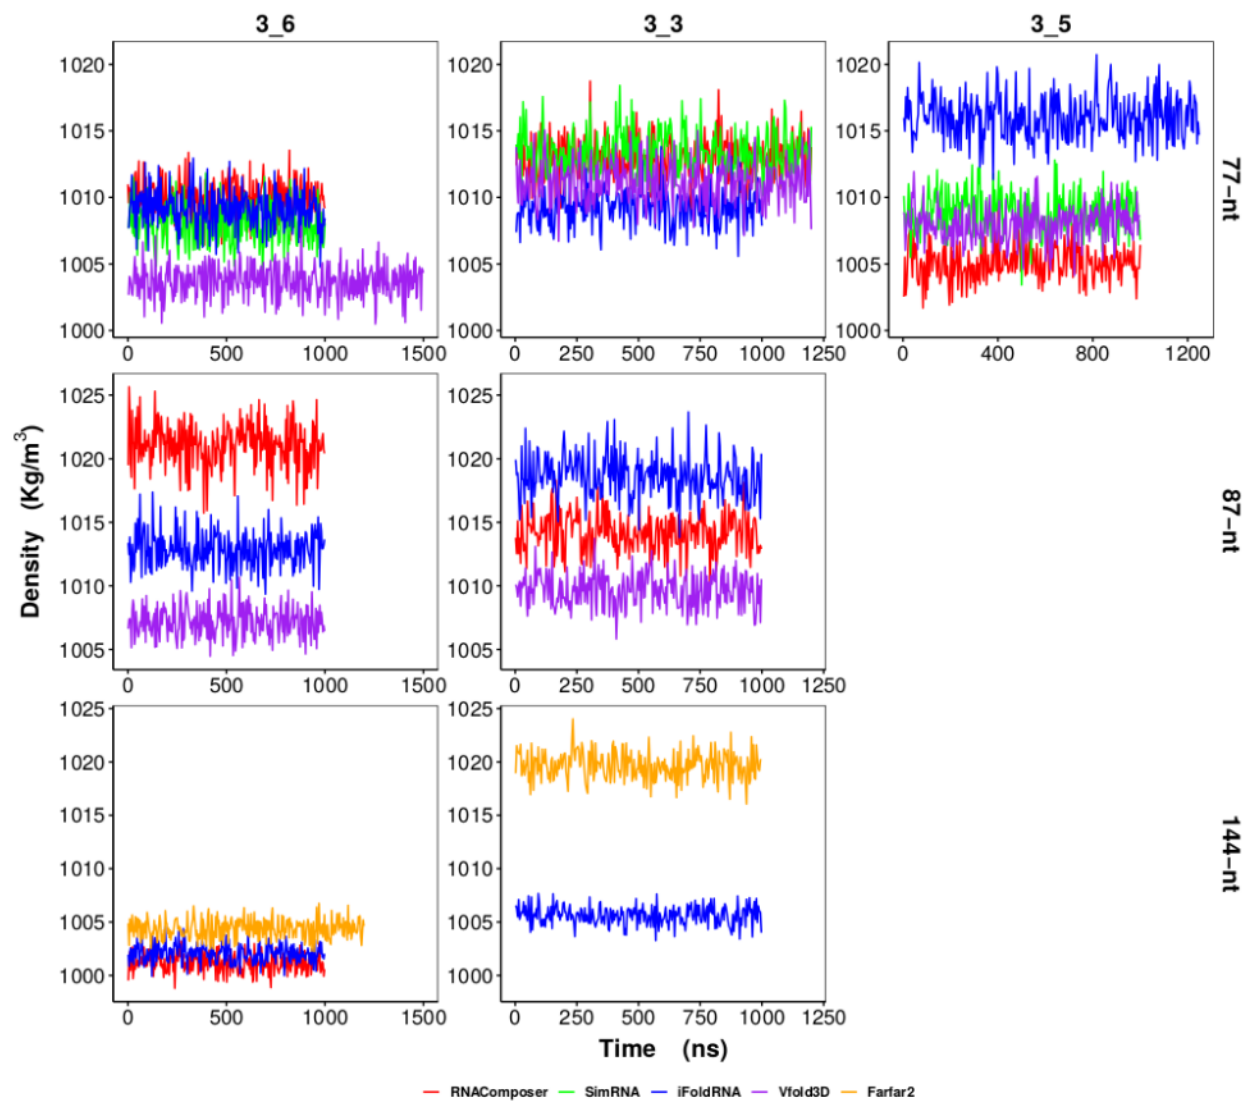 3_6 3_3 3_5
1020 1020 1020
1015 1015 1015
1010 1010 1010
1005 1005 1005
1000 1000 1000
0 500 1000 1500 0 250 500 750 1000 1250 0 400 800 1200
77-nt
1025 1025
1020 1020
1015 1015
1010 1010
1005 1005
0 500 1000 1500 0 250 500 750 1000 1250
87-nt
Density (Kg/m³)
1025 1025
1020 1020
1015 1015
1010 1010
1005 1005
1000 1000
0 500 1000 1500 0 250 500 750 1000 1250
144-nt
Time (ns)
RNAComposer SimRNA iFoldRNA Vfold3D Farfar2